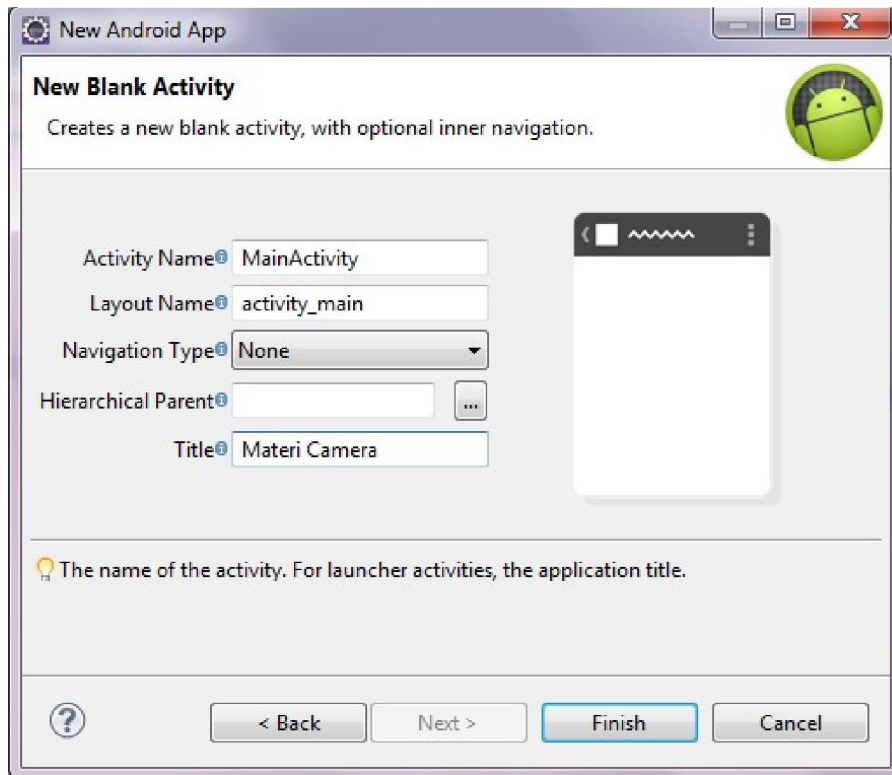 New Android App
New Blank Activity
Creates a new blank activity, with optional inner navigation.
Activity Name MainActivity
Layout Name activity_main
Navigation Type None
Hierarchical Parent ...
Title Materi Camera
The name of the activity. For launcher activities, the application title.
? < Back Next > Finish Cancel